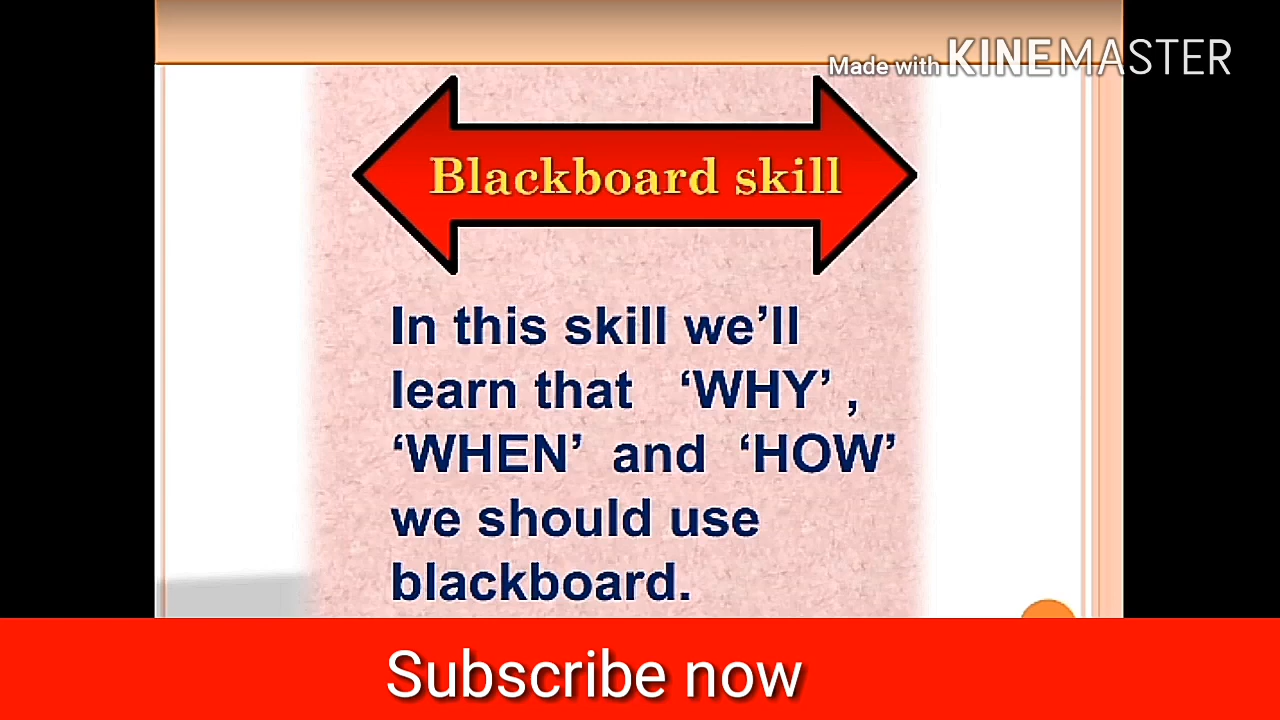 Made with KINEMASTER
Blackboard skill
In this skill we’ll
learn that ‘WHY’ ,
‘WHEN’ and ‘HOW’
we should use
blackboard.
Subscribe now